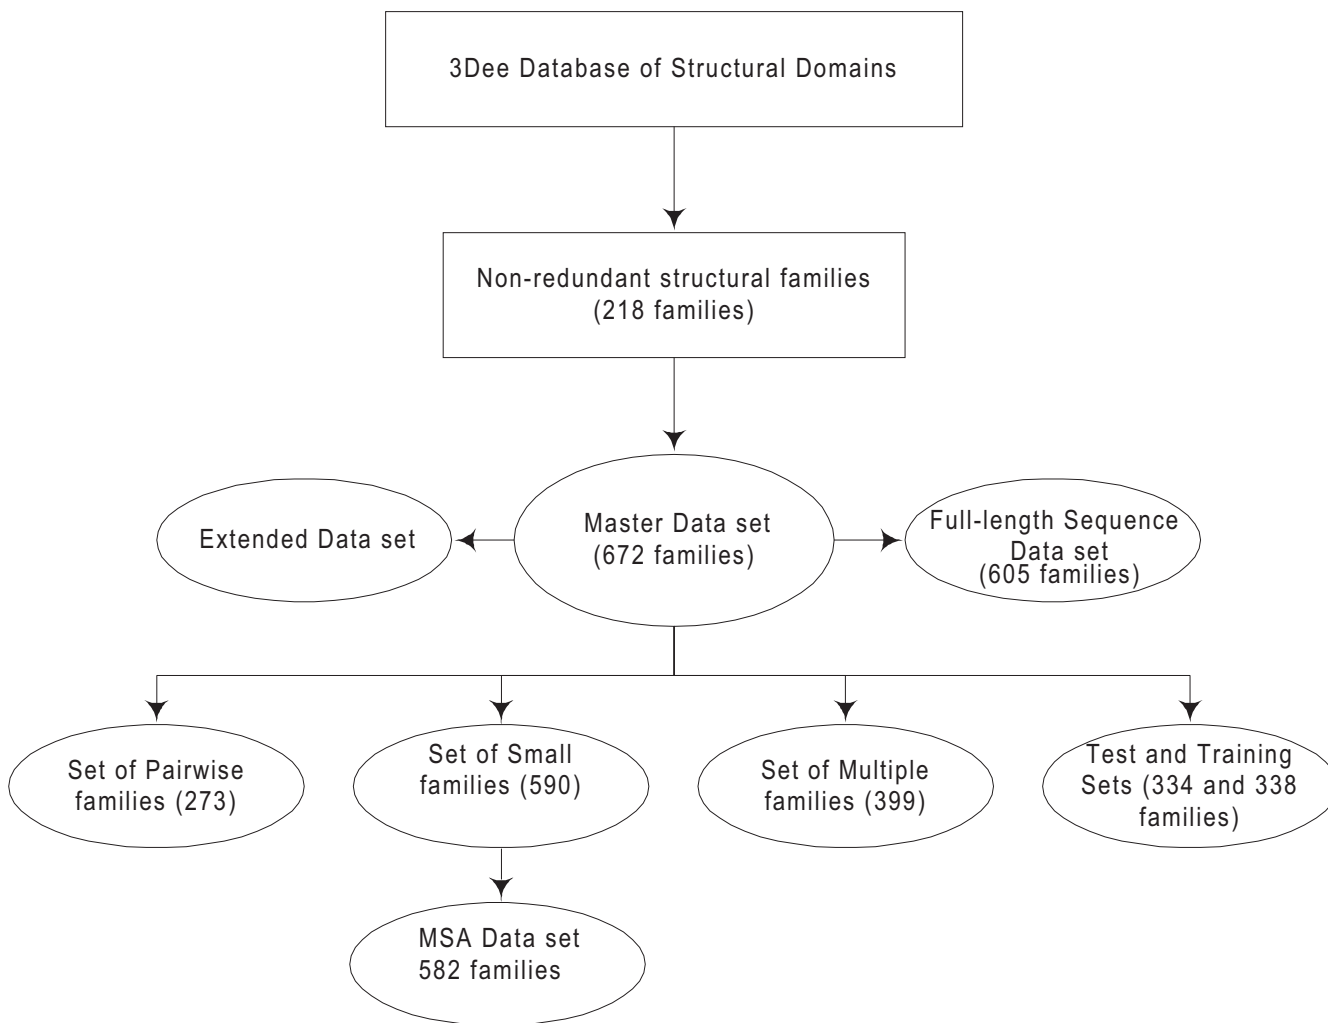 3Dee Database of Structural Domains
Non-redundant structural families
(218 families)
Extended Data set
Master Data set
(672 families)
Full-length Sequence
Data set
(605 families)
Set of Pairwise
families (273)
Set of Small
families (590)
Set of Multiple
families (399)
Test and Training
Sets (334 and 338
families)
MSA Data set
582 families